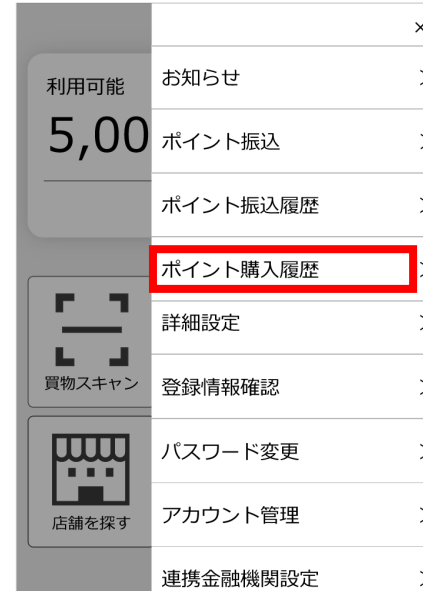 ×
お知らせ
利用可能
5,00
ポイント振込
ポイント振込履歴
ポイント購入履歴
詳細設定
買物スキャン
登録情報確認
パスワード変更
店舗を探す
アカウント管理
連携金融機関設定